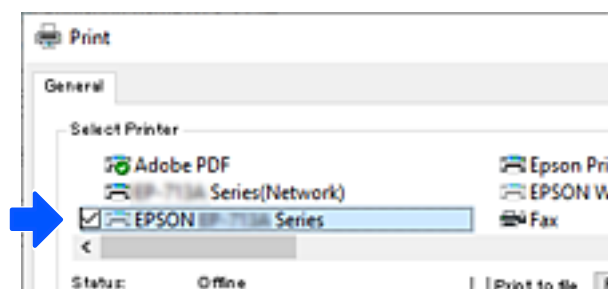 Print
General
Select Printer
Adobe PDF
Epson Pri
Series(Network)
EPSON W
EPSON Series
Fax
Status: Offline
Print to file